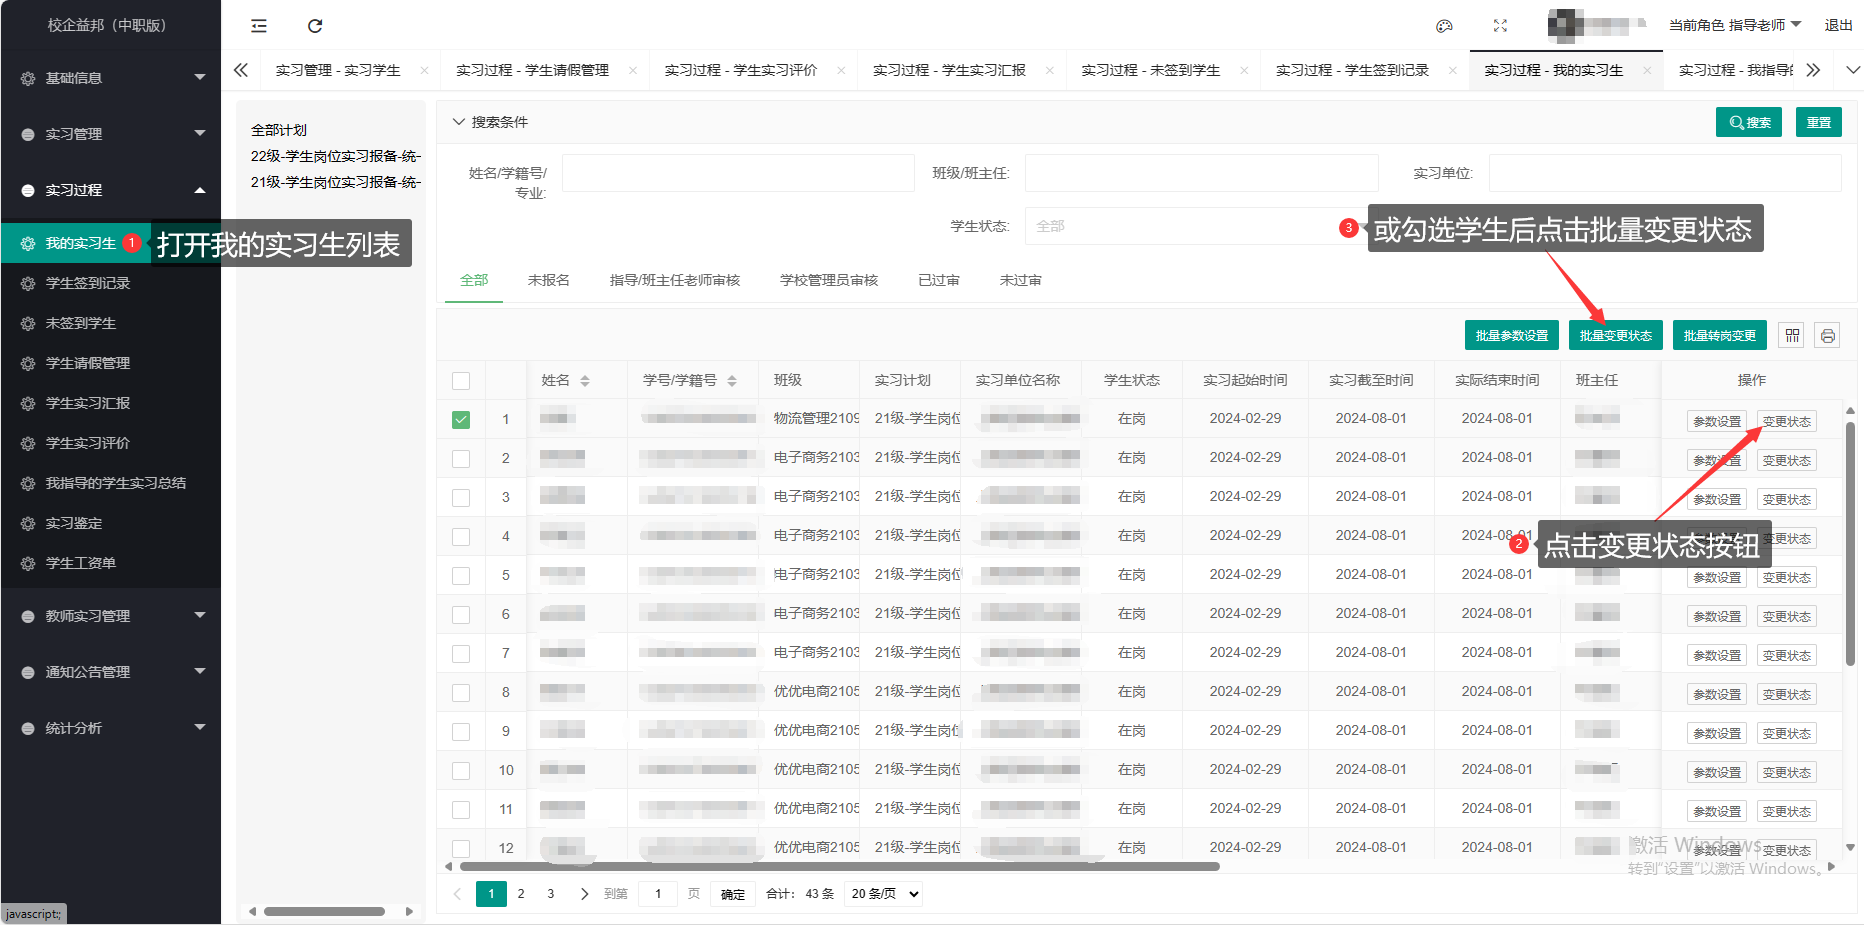 校企益邦（中职版）
当前角色 指导老师
退出
基础信息
实习管理
实习过程
我的实习生
学生签到记录
未签到学生
学生请假管理
学生实习汇报
学生实习评价
我指导的学生实习总结
实习鉴定
学生工资单
教师实习管理
通知公告管理
统计分析
javascript:;
实习管理 - 实习学生
实习过程 - 学生请假管理
实习过程 - 学生实习评价
实习过程 - 学生实习汇报
实习过程 - 未签到学生
实习过程 - 学生签到记录
实习过程 - 我的实习生
实习过程 - 我指导的
全部计划
22级-学生岗位实习报备-统一
21级-学生岗位实习报备-统一
搜索条件
搜索
重置
姓名/学籍号/
专业:
班级/班主任:
实习单位:
学生状态:
全部
1 打开我的实习生列表
3 或勾选学生后点击批量变更状态
全部 未报名 指导/班主任老师审核 学校管理员审核 已过审 未过审
批量参数设置 批量变更状态 批量转岗变更
姓名 学号/学籍号 班级 实习计划 实习单位名称 学生状态 实习起始时间 实习截至时间 实际结束时间 班主任 操作
1 物流管理2109 21级-学生岗位 在岗 2024-02-29 2024-08-01 2024-08-01 参数设置 变更状态
2 电子商务2103 21级-学生岗位 在岗 2024-02-29 2024-08-01 2024-08-01 参数设置 变更状态
3 电子商务2103 21级-学生岗位 在岗 2024-02-29 2024-08-01 2024-08-01 参数设置 变更状态
4 电子商务2103 21级-学生岗位 在岗 2024-02-29 2024-08-01 2024-08-01 变更状态
2 点击变更状态按钮
5 电子商务2103 21级-学生岗位 在岗 2024-02-29 2024-08-01 2024-08-01 参数设置 变更状态
6 电子商务2103 21级-学生岗位 在岗 2024-02-29 2024-08-01 2024-08-01 参数设置 变更状态
7 电子商务2103 21级-学生岗位 在岗 2024-02-29 2024-08-01 2024-08-01 参数设置 变更状态
8 优优电商2105 21级-学生岗位 在岗 2024-02-29 2024-08-01 2024-08-01 参数设置 变更状态
9 优优电商2105 21级-学生岗位 在岗 2024-02-29 2024-08-01 2024-08-01 参数设置 变更状态
10 优优电商2105 21级-学生岗位 在岗 2024-02-29 2024-08-01 2024-08-01 参数设置 变更状态
11 优优电商2105 21级-学生岗位 在岗 2024-02-29 2024-08-01 2024-08-01 参数设置 变更状态
12 优优电商2105 21级-学生岗位 在岗 2024-02-29 2024-08-01 2024-08-01 参数设置 变更状态
激活 Windows
转到“设置”以激活 Windows。
1 2 3 到第 1 页 确定 合计： 43 条 20 条/页